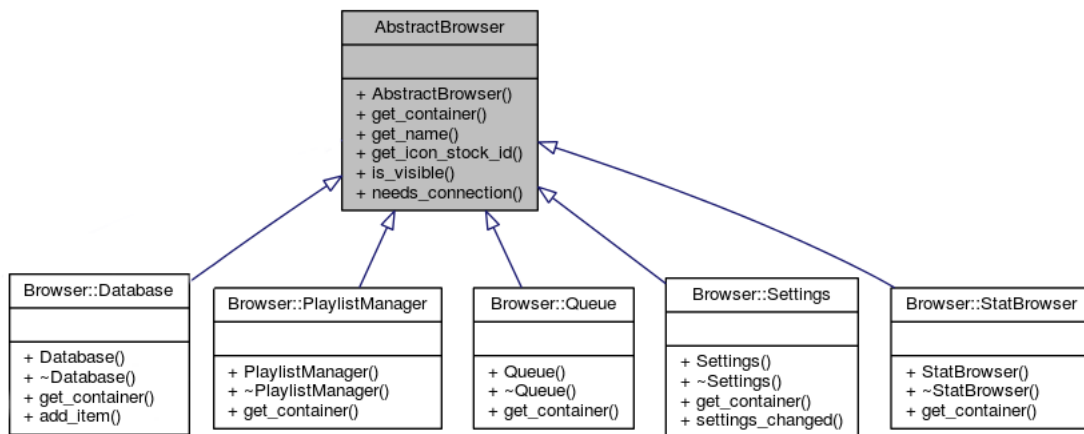 AbstractBrowser
+ AbstractBrowser()
+ get_container()
+ get_name()
+ get_icon_stock_id()
+ is_visible()
+ needs_connection()
Browser::Database
+ Database()
+ ~Database()
+ get_container()
+ add_item()
Browser::PlaylistManager
+ PlaylistManager()
+ ~PlaylistManager()
+ get_container()
Browser::Queue
+ Queue()
+ ~Queue()
+ get_container()
Browser::Settings
+ Settings()
+ ~Settings()
+ get_container()
+ settings_changed()
Browser::StatBrowser
+ StatBrowser()
+ ~StatBrowser()
+ get_container()